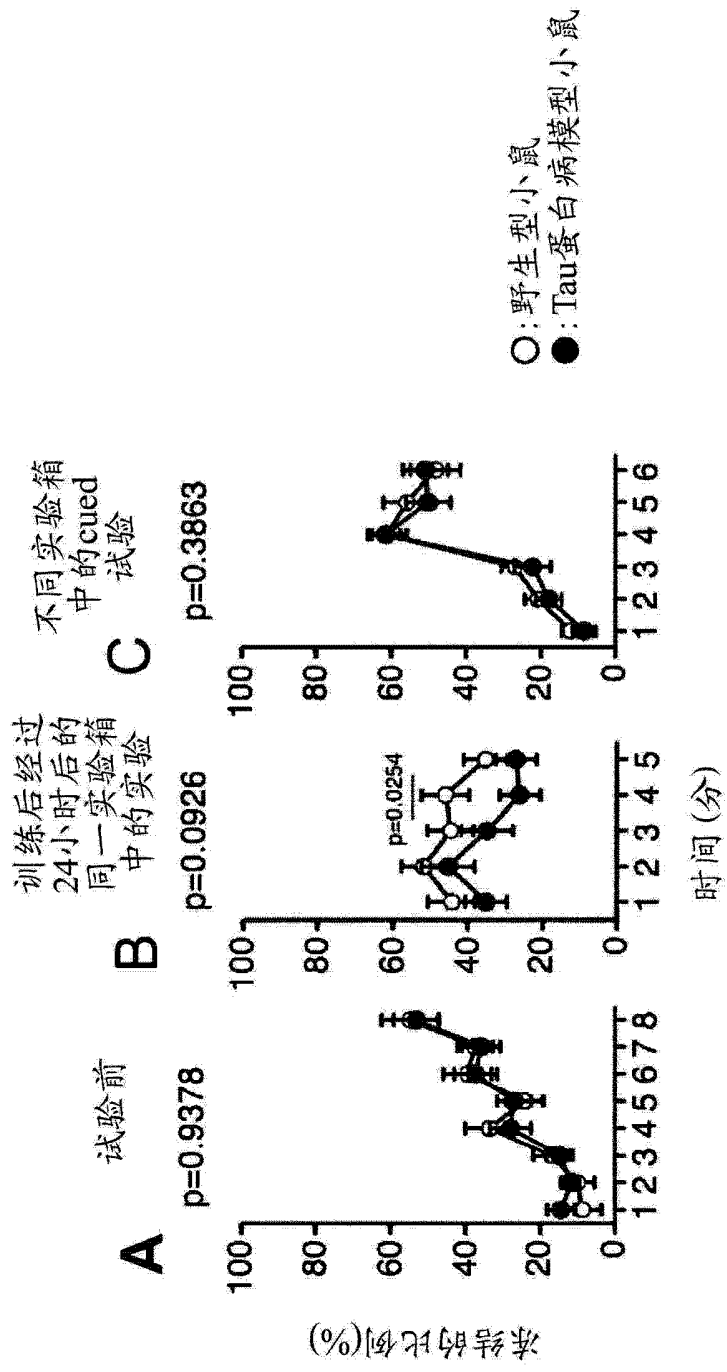 A
试验前
p=0.9378
冻结的比例(%)
100
80
60
40
20
0
1 2 3 4 5 6 7 8
B
训练后经过
24小时后的
同一实验箱
中的实验
p=0.0926
p=0.0254
100
80
60
40
20
0
1 2 3 4 5
时间(分)
C
不同实验箱
中的cued
试验
p=0.3863
100
80
60
40
20
0
1 2 3 4 5 6
○:野生型小鼠
●:Tau蛋白病模型小鼠